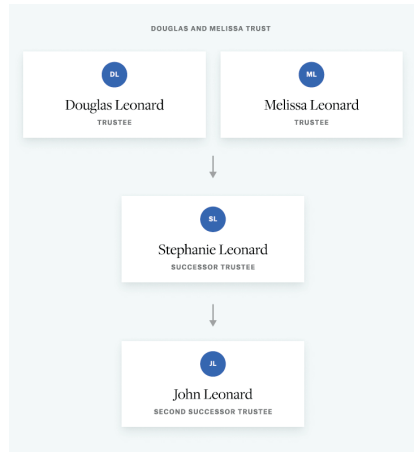 DOUGLAS AND MELISSA TRUST
DL
Douglas Leonard
TRUSTEE
ML
Melissa Leonard
TRUSTEE
SL
Stephanie Leonard
SUCCESSOR TRUSTEE
JL
John Leonard
SECOND SUCCESSOR TRUSTEE